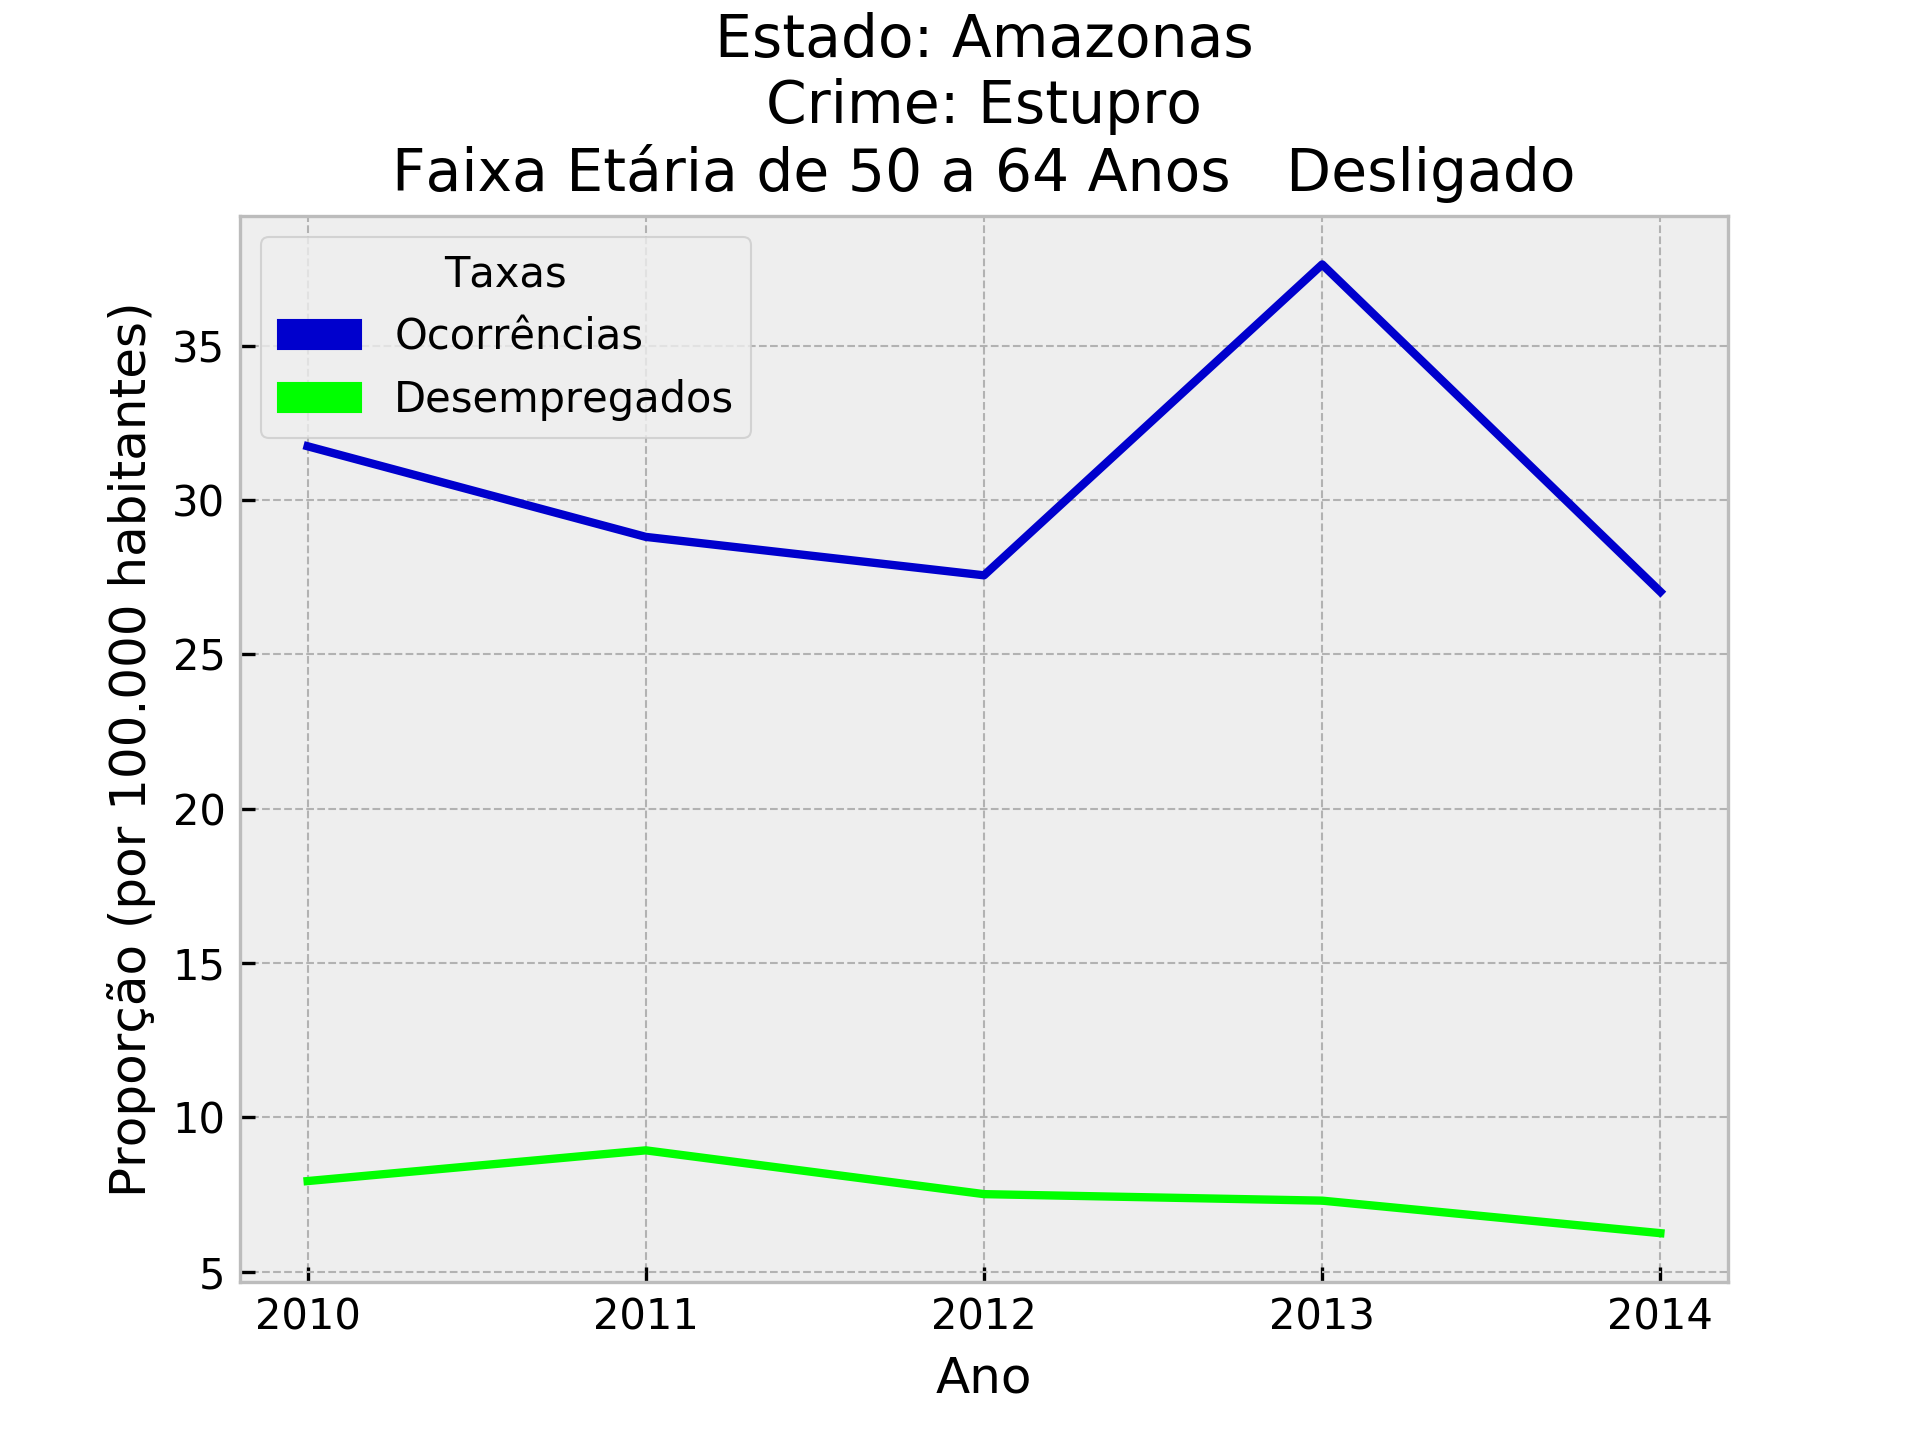 Estado: Amazonas
Crime: Estupro
Faixa Etária de 50 a 64 Anos   Desligado
Taxas
Ocorrências
Desempregados
Proporção (por 100.000 habitantes)
35
30
25
20
15
10
5
2010 2011 2012 2013 2014
Ano